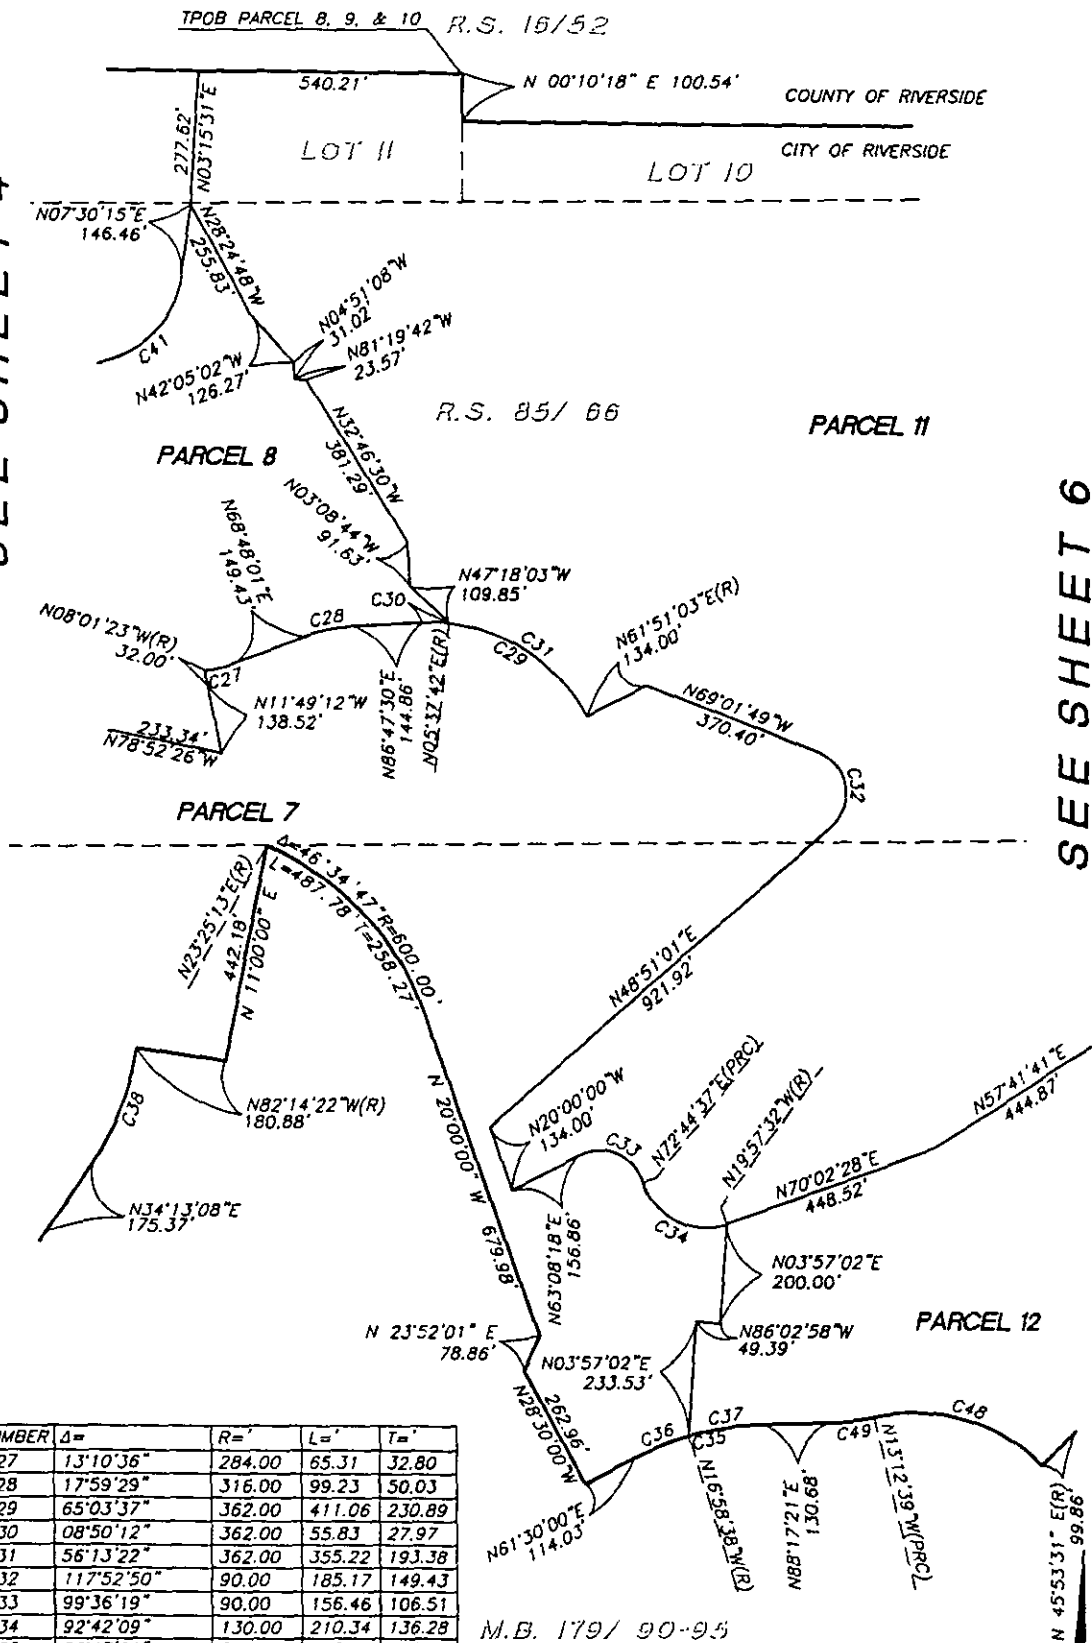 TPOB PARCEL 8, 9, & 10
R.S. 15/52
540.21'
N 00°10'18" E 100.54'
COUNTY OF RIVERSIDE
CITY OF RIVERSIDE
277.62'
N03°15'31"E
LOT 11
LOT 10
N07°30'15"E
146.46'
N28°24'48"W
255.83'
C41
N04°51'08"W
31.02'
N81°19'42"W
23.57'
N42°05'02"W
126.27'
R.S. 85/ 66
PARCEL 11
PARCEL 8
N32°46'30"W
381.29'
SEE SHEET 6
N03°08'44"W
91.63'
N68°48'01"E
149.43'
N47°18'03"W
109.85'
C30
C28
N08°01'23"W(R)
32.00'
C27
C31
C29
N61°51'03"E(R)
134.00'
N11°49'12"W
138.52'
N86°47'30"E
144.86'
N05°37'42"E(R)
N69°01'49"W
370.40'
233.34'
N78°52'26"W
C32
PARCEL 7
Δ=46°34'47" R=600.00'
L=487.78' T=258.27'
N23°25'13"E(R)
442.18'
N 11°00'00" E
N48°51'01"E
921.92'
C38
N82°14'22"W(R)
180.88'
N34°13'08"E
175.37'
N 20°00'00" W 679.98'
N20°00'00"W
134.00'
C33
N72°44'37"E(PRC)
N19°57'32"W(R)
N57°41'41"E
444.87'
N70°02'28"E
448.52'
C34
N63°08'18"E
156.86'
N03°57'02"E
200.00'
PARCEL 12
N 23°52'01" E
78.86'
N86°02'58"W
49.39'
N03°57'02"E
233.53'
262.96'
N28°30'00"W
C36
C37
C35
C49
C48
N61°30'00"E
114.03'
N16°58'38"W(R)
N88°17'21"E
130.68'
N13°12'39"W(PRC)
N 45°53'31" E(R)
99.86'
MBER Δ= R=' L=' T='
27 13°10'36" 284.00 65.31 32.80
28 17°59'29" 316.00 99.23 50.03
29 65°03'37" 362.00 411.06 230.89
30 08°50'12" 362.00 55.83 27.97
31 56°13'22" 362.00 355.22 193.38
32 117°52'50" 90.00 185.17 149.43
33 99°36'19" 90.00 156.46 106.51
34 92°42'09" 130.00 210.34 136.28
M.B. 179/ 90-95